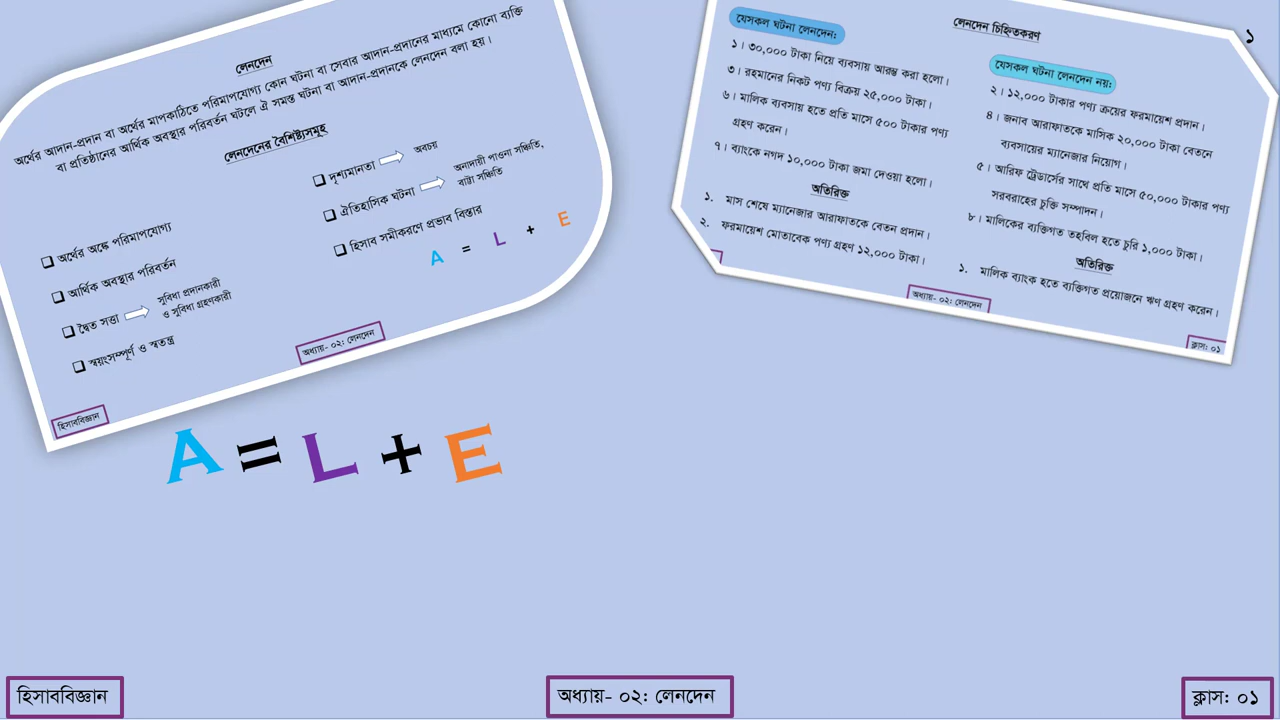 লেনদেন
অর্থের আদান-প্রদান বা অর্থের মাপকাঠিতে পরিমাপযোগ্য কোন ঘটনা বা সেবার আদান-প্রদানের মাধ্যমে কোনো ব্যক্তি
বা প্রতিষ্ঠানের আর্থিক অবস্থার পরিবর্তন ঘটলে ঐ সমস্ত ঘটনা বা আদান-প্রদানকে লেনদেন বলা হয়।
লেনদেনের বৈশিষ্ট্যসমূহ
❑ অর্থের অঙ্কে পরিমাপযোগ্য
❑ আর্থিক অবস্থার পরিবর্তন
❑ দ্বৈত সত্তা ⇨ সুবিধা প্রদানকারী
ও সুবিধা গ্রহণকারী
❑ স্বয়ংসম্পূর্ণ ও স্বতন্ত্র
❑ দৃশ্যমানতা ⇨ অবচয়
❑ ঐতিহাসিক ঘটনা ⇨ অনাদায়ী পাওনা সঞ্চিতি,
বাট্টা সঞ্চিতি
❑ হিসাব সমীকরণে প্রভাব বিস্তার
A = L + E
হিসাববিজ্ঞান
অধ্যায়- ০২: লেনদেন
লেনদেন চিহ্নিতকরণ
১
যেসকল ঘটনা লেনদেন:
১। ৩০,০০০ টাকা নিয়ে ব্যবসায় আরম্ভ করা হলো।
৩। রহমানের নিকট পণ্য বিক্রয় ২৫,০০০ টাকা।
৬। মালিক ব্যবসায় হতে প্রতি মাসে ৫০০ টাকার পণ্য
গ্রহণ করেন।
৭। ব্যাংকে নগদ ১০,০০০ টাকা জমা দেওয়া হলো।
অতিরিক্ত
১. মাস শেষে ম্যানেজার আরাফাতকে বেতন প্রদান।
২. ফরমায়েশ মোতাবেক পণ্য গ্রহণ ১২,০০০ টাকা।
যেসকল ঘটনা লেনদেন নয়:
২। ১২,০০০ টাকার পণ্য ক্রয়ের ফরমায়েশ প্রদান।
৪। জনাব আরাফাতকে মাসিক ২০,০০০ টাকা বেতনে
ব্যবসায়ের ম্যানেজার নিয়োগ।
৫। আরিফ ট্রেডার্সের সাথে প্রতি মাসে ৫০,০০০ টাকার পণ্য
সরবরাহের চুক্তি সম্পাদন।
৮। মালিকের ব্যক্তিগত তহবিল হতে চুরি ১,০০০ টাকা।
অতিরিক্ত
১. মালিক ব্যাংক হতে ব্যক্তিগত প্রয়োজনে ঋণ গ্রহণ করেন।
অধ্যায়- ০২: লেনদেন
ক্লাস: ০১
A = L + E
হিসাববিজ্ঞান
অধ্যায়- ০২: লেনদেন
ক্লাস: ০১